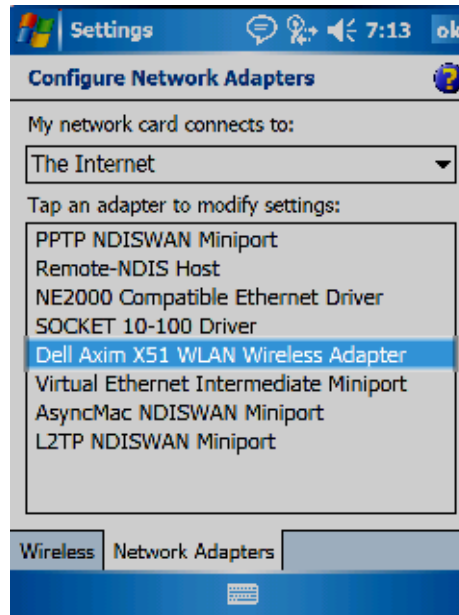 Settings 7:13 ok
Configure Network Adapters
My network card connects to:
The Internet
Tap an adapter to modify settings:
PPTP NDISWAN Miniport
Remote-NDIS Host
NE2000 Compatible Ethernet Driver
SOCKET 10-100 Driver
Dell Axim X51 WLAN Wireless Adapter
Virtual Ethernet Intermediate Miniport
AsyncMac NDISWAN Miniport
L2TP NDISWAN Miniport
Wireless Network Adapters